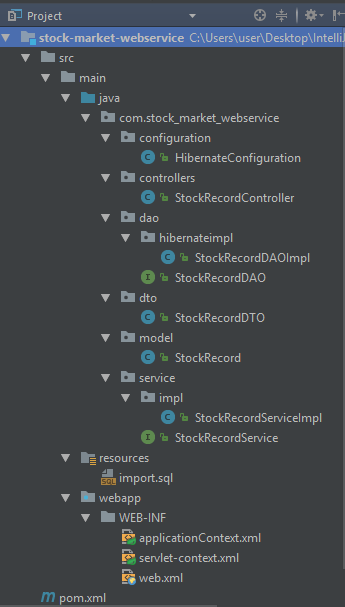 Project
stock-market-webservice C:\Users\user\Desktop\Intelli
src
main
java
com.stock_market_webservice
configuration
HibernateConfiguration
controllers
StockRecordController
dao
hibernateimpl
StockRecordDAOImpl
StockRecordDAO
dto
StockRecordDTO
model
StockRecord
service
impl
StockRecordServiceImpl
StockRecordService
resources
import.sql
webapp
WEB-INF
applicationContext.xml
servlet-context.xml
web.xml
pom.xml